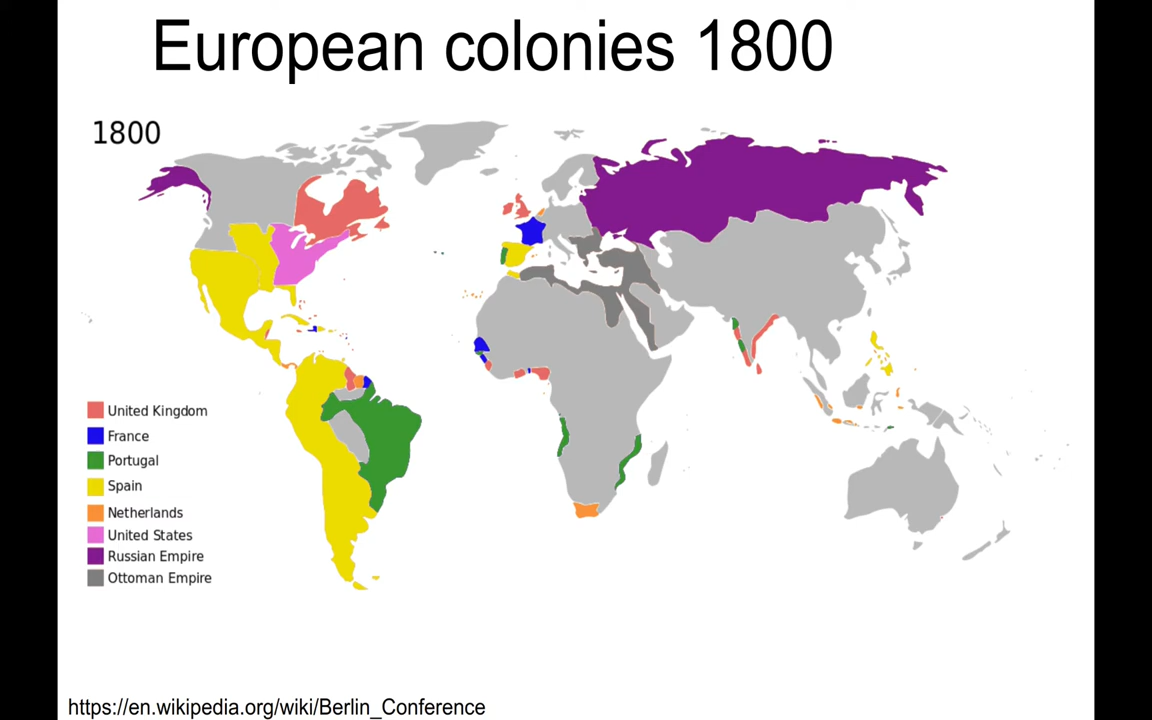 European colonies 1800
1800
United Kingdom
France
Portugal
Spain
Netherlands
United States
Russian Empire
Ottoman Empire
https://en.wikipedia.org/wiki/Berlin_Conference